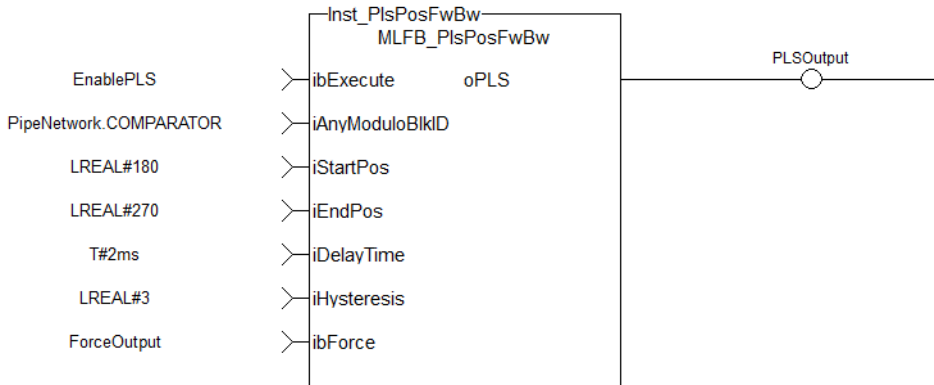 Inst_PlsPosFwBw
MLFB_PlsPosFwBw
PLSOutput
EnablePLS ibExecute oPLS
PipeNetwork.COMPARATOR iAnyModuloBlkID
LREAL#180 iStartPos
LREAL#270 iEndPos
T#2ms iDelayTime
LREAL#3 iHysteresis
ForceOutput ibForce